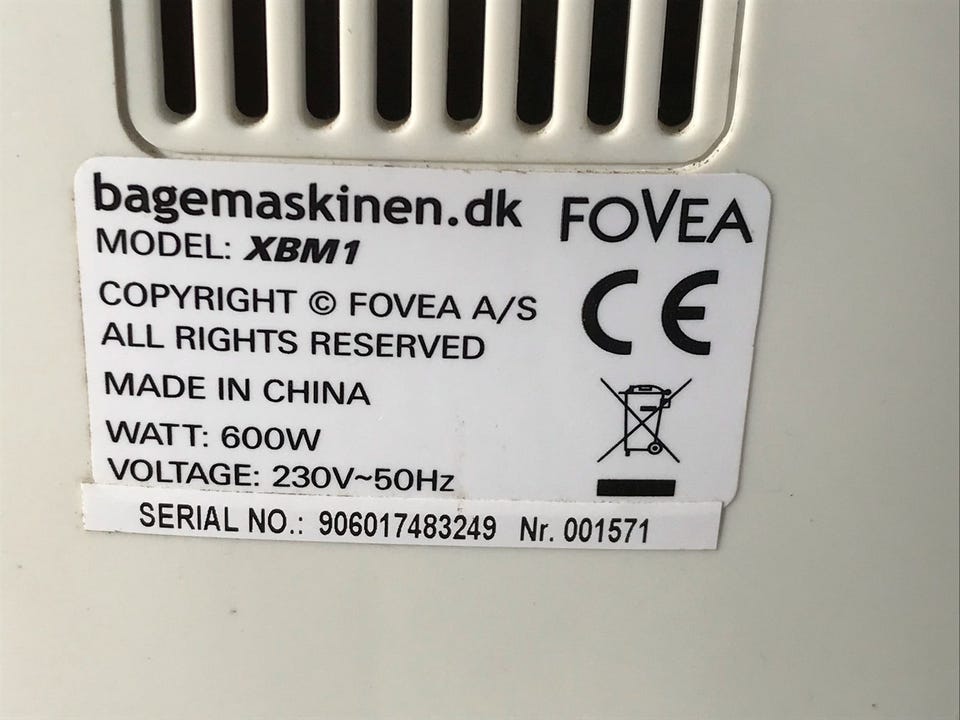 bagemaskinen.dk FOVEA
MODEL: XBM1
COPYRIGHT © FOVEA A/S
ALL RIGHTS RESERVED
CE
MADE IN CHINA
WATT: 600W
VOLTAGE: 230V~50Hz
SERIAL NO.: 906017483249 Nr. 001571